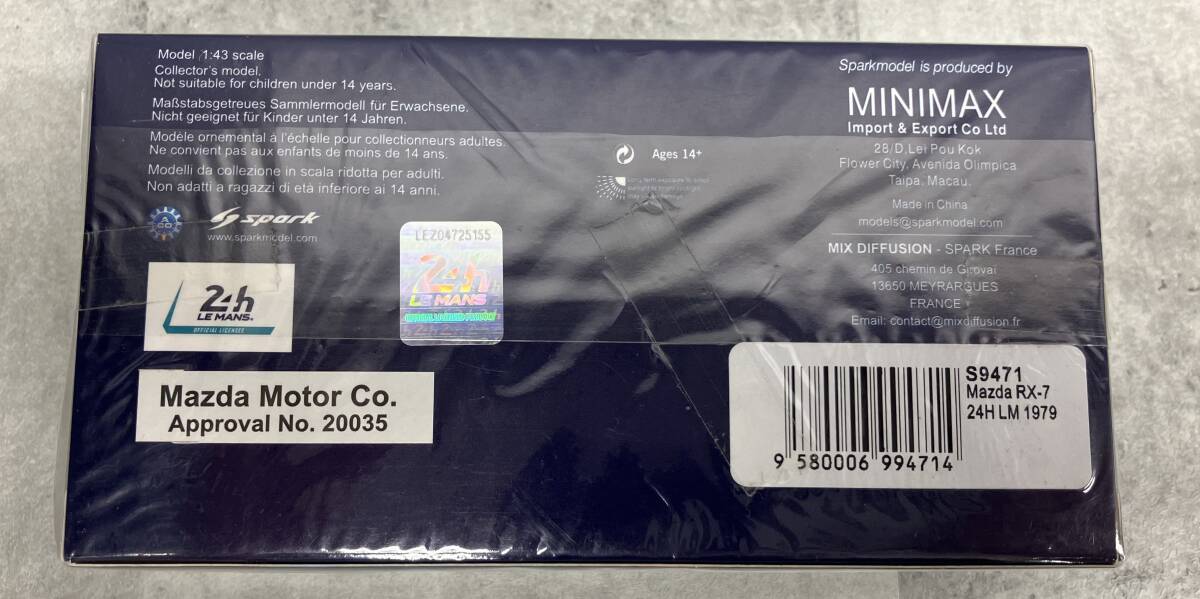 Model 1:43 scale
Collector's model.
Not suitable for children under 14 years.
Maßstabsgetreues Sammlermodell für Erwachsene.
Nicht geeignet für Kinder unter 14 Jahren.
Modèle ornemental à l'échelle pour collectionneurs adultes.
Ne convient pas aux enfants de moins de 14 ans.
Modelli da collezione in scala ridotta per adulti.
Non adatti a ragazzi di età inferiore ai 14 anni.
ACO
spark
www.sparkmodel.com
24h
LE MANS
OFFICIAL LICENSEE
LEZ04725155
24h
LE MANS
Mazda Motor Co.
Approval No. 20035
Ages 14+
Sparkmodel is produced by
MINIMAX
Import & Export Co Ltd
28/D, Lei Pou Kok
Flower City, Avenida Olimpica
Taipa, Macau.
Made in China
models@sparkmodel.com
MIX DIFFUSION - SPARK France
405 chemin de Girovai
13650 MEYRARGUES
FRANCE
Email: contact@mixdiffusion.fr
S9471
Mazda RX-7
24H LM 1979
9 580006 994714